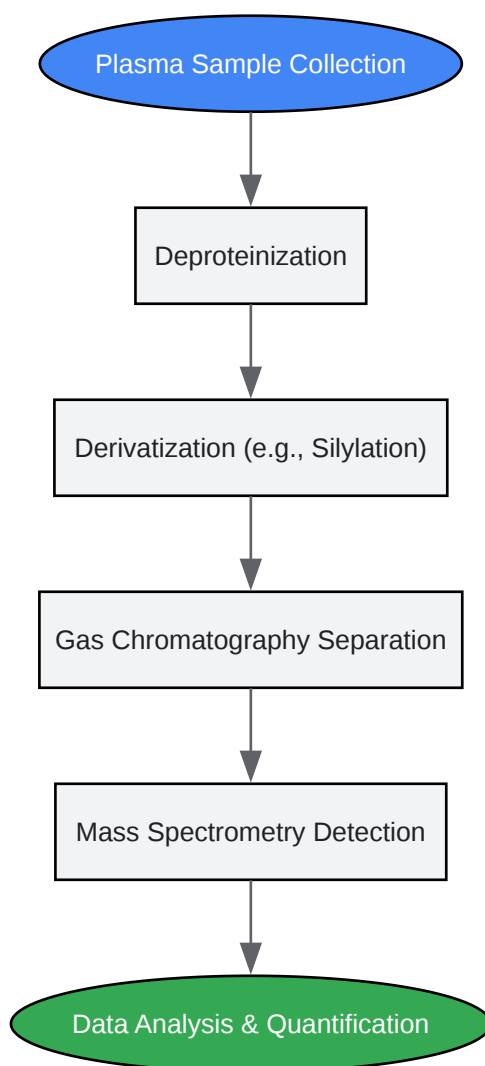 Plasma Sample Collection
Deproteinization
Derivatization (e.g., Silylation)
Gas Chromatography Separation
Mass Spectrometry Detection
Data Analysis & Quantification